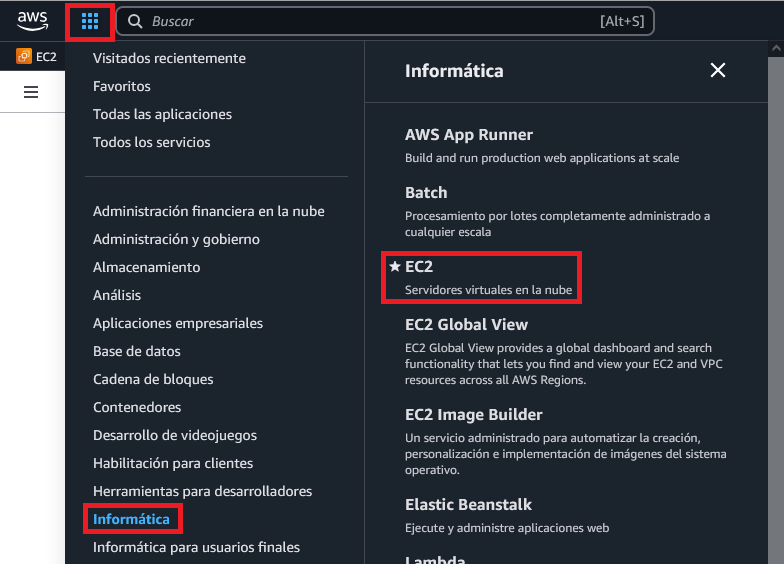 aws
Buscar [Alt+S]
EC2
Visitados recientemente
Favoritos
Todas las aplicaciones
Todos los servicios
Administración financiera en la nube
Administración y gobierno
Almacenamiento
Análisis
Aplicaciones empresariales
Base de datos
Cadena de bloques
Contenedores
Desarrollo de videojuegos
Habilitación para clientes
Herramientas para desarrolladores
Informática
Informática para usuarios finales
Informática
AWS App Runner
Build and run production web applications at scale
Batch
Procesamiento por lotes completamente administrado a
cualquier escala
EC2
Servidores virtuales en la nube
EC2 Global View
EC2 Global View provides a global dashboard and search
functionality that lets you find and view your EC2 and VPC
resources across all AWS Regions.
EC2 Image Builder
Un servicio administrado para automatizar la creación,
personalización e implementación de imágenes del sistema
operativo.
Elastic Beanstalk
Ejecute y administre aplicaciones web
Lambda